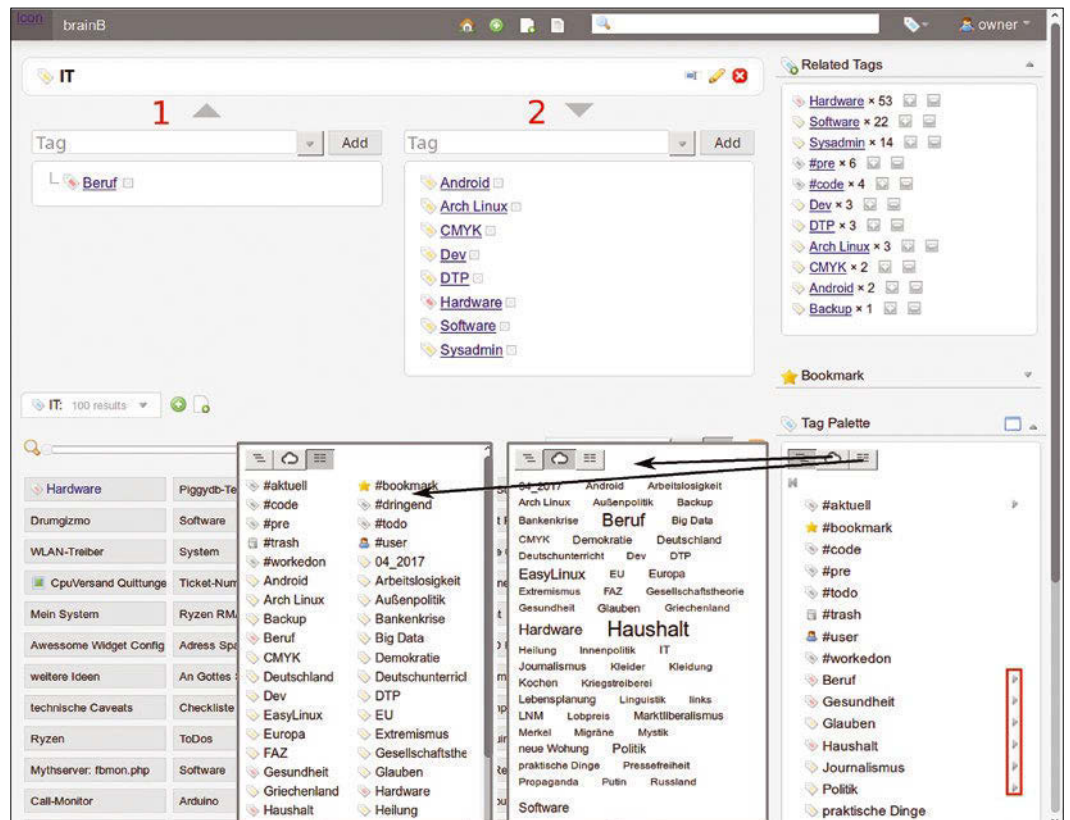 Icon
brainB
owner
IT
1
2
Tag
Add
Tag
Add
Beruf
Android
Arch Linux
CMYK
Dev
DTP
Hardware
Software
Sysadmin
Related Tags
Hardware × 53
Software × 22
Sysadmin × 14
#pre × 6
#code × 4
Dev × 3
DTP × 3
Arch Linux × 3
CMYK × 2
Android × 2
Backup × 1
Bookmark
Tag Palette
IT: 100 results
Hardware
Drumgizmo
Software
WLAN-Treiber
System
CpuVersand Quittunge
Mein System
Awessome Widget Config
weitere Ideen
An Gottes
technische Caveats
Checkliste
Ryzen
ToDos
Mythserver: fbmon.php
Software
Call-Monitor
Arduino
#aktuell
#bookmark
#code
#dringend
#pre
#todo
#trash
#user
#workedon
04_2017
Android
Arbeitslosigkeit
Arch Linux
Außenpolitik
Backup
Bankenkrise
Beruf
Big Data
CMYK
Demokratie
Deutschland
Deutschunterricl
Dev
DTP
EasyLinux
EU
Europa
Extremismus
FAZ
Gesellschaftsthe
Gesundheit
Glauben
Griechenland
Hardware
Haushalt
Heilung
04_2017 Android Arbeitslosigkeit
Arch Linux Außenpolitik Backup
Bankenkrise Beruf Big Data
CMYK Demokratie Deutschland
Deutschunterricht Dev DTP
EasyLinux EU Europa
Extremismus FAZ Gesellschaftstheorie
Gesundheit Glauben Griechenland
Hardware Haushalt
Heilung Innenpolitik IT
Journalismus Kleider Kleidung
Kochen Kriegstreiberei
Lebensplanung Linguistik links
LNM Lobpreis Marktliberalismus
Merkel Migräne Mystik
neue Wohung Politik
praktische Dinge Pressefreiheit
Propaganda Putin Russland
Software
#aktuell
#bookmark
#code
#pre
#todo
#trash
#user
#workedon
Beruf
Gesundheit
Glauben
Haushalt
Journalismus
Politik
praktische Dinge